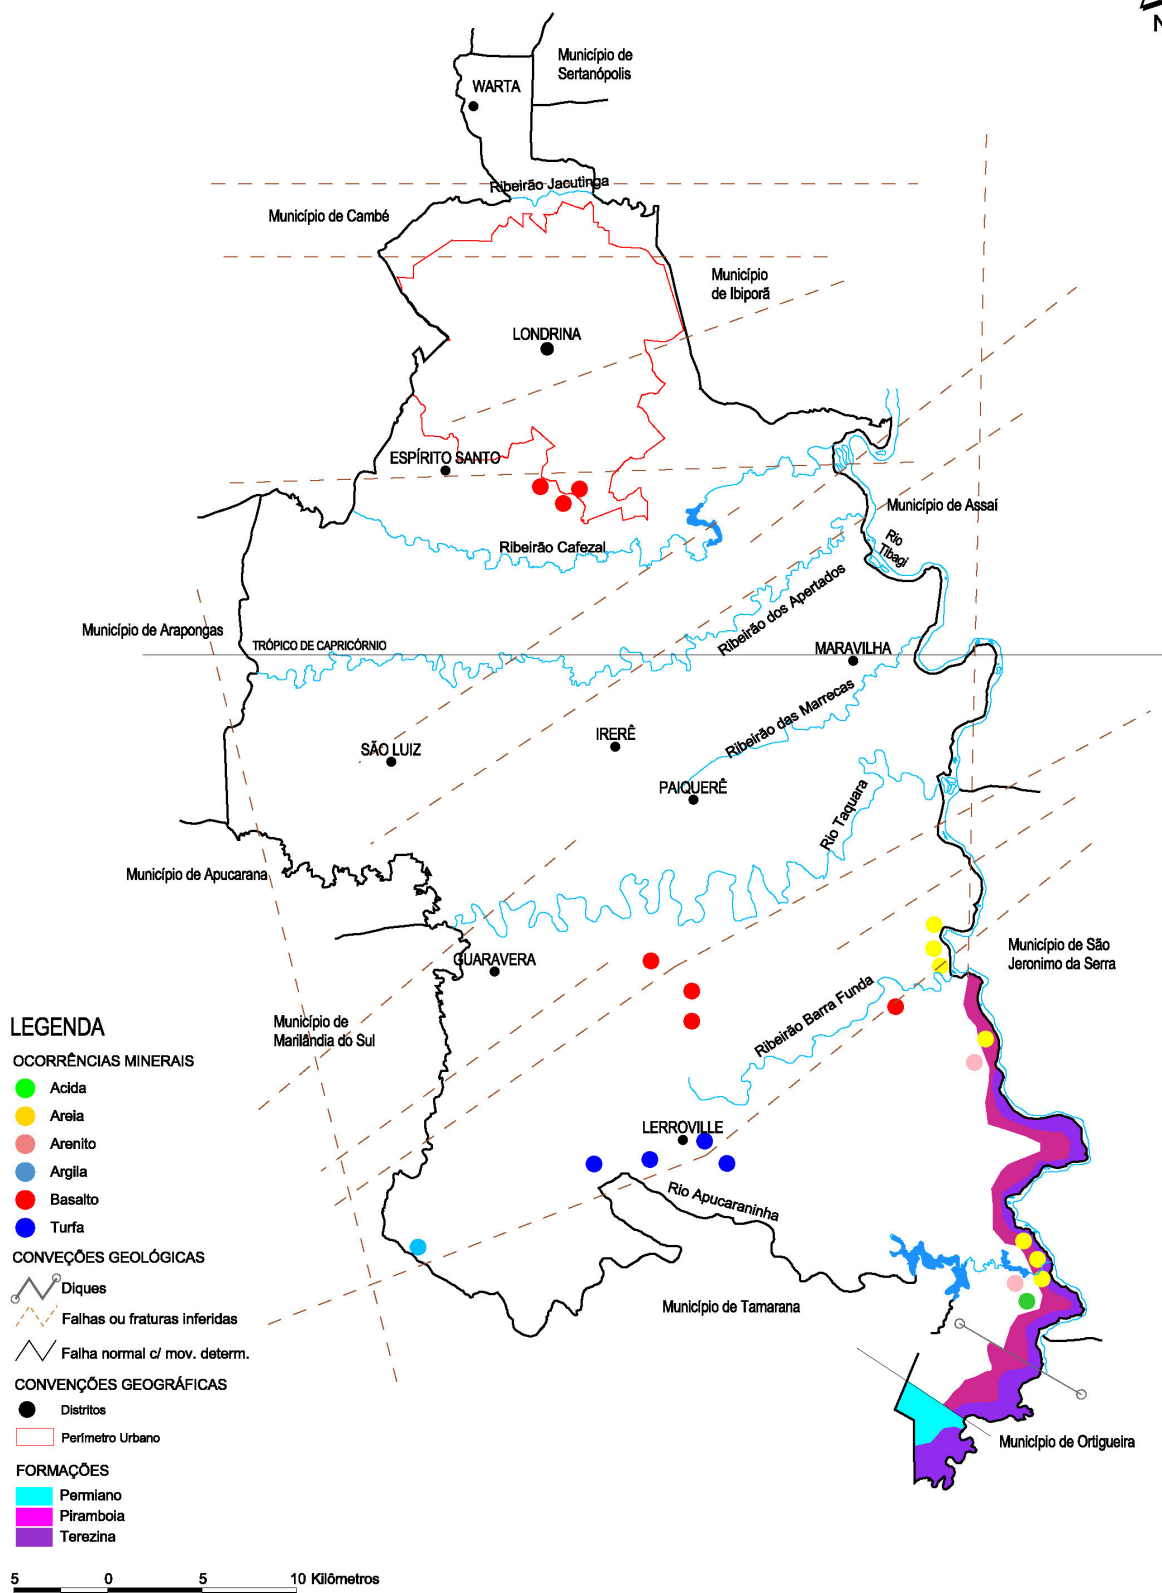 N
Município de
Sertanópolis
WARTA
Ribeirão Jacutinga
Município de Cambé
Município
de Ibiporã
LONDRINA
ESPÍRITO SANTO
Município de Assaí
Rio
Tibagi
Ribeirão Cafezal
Ribeirão dos Apertados
Município de Arapongas
TRÓPICO DE CAPRICÓRNIO
MARAVILHA
Ribeirão das Marrecas
IRERÊ
SÃO LUIZ
PAIQUERÊ
Rio Taquara
Município de Apucarana
GUARAVERA
Município de São
Jeronimo da Serra
Ribeirão Barra Funda
Município de
Marilândia do Sul
LERROVILLE
Rio Apucaraninha
Município de Tamarana
Município de Ortigueira
LEGENDA
OCORRÊNCIAS MINERAIS
Acida
Areia
Arenito
Argila
Basalto
Turfa
CONVEÇÕES GEOLÓGICAS
Diques
Falhas ou fraturas inferidas
Falha normal c/ mov. determ.
CONVENÇÕES GEOGRÁFICAS
Distritos
Perímetro Urbano
FORMAÇÕES
Permiano
Piramboia
Terezina
5 0 5 10 Kilômetros